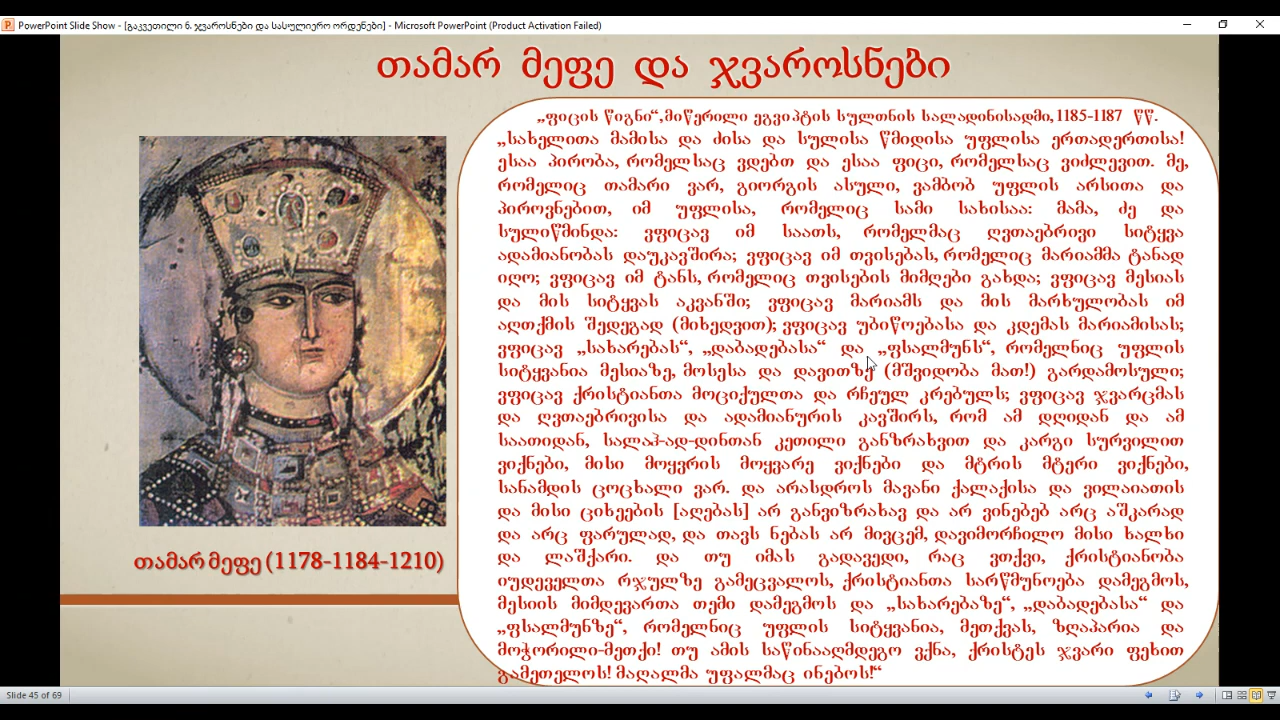 PowerPoint Slide Show - [გაკვეთილი 6. ჯვაროსნები და სასულიერო ორდენები] - Microsoft PowerPoint (Product Activation Failed)
თამარ მეფე და ჯვაროსნები
„ფიცის წიგნი“,მიწერილი ეგვიპტის სულთნის სალადინისადმი,1185-1187 წწ.
„სახელითა მამისა და ძისა და სულისა წმიდისა უფლისა ერთადერთისა!
ესაა პირობა, რომელსაც ვდებთ და ესაა ფიცი, რომელსაც ვიძლევით. მე,
რომელიც თამარი ვარ, გიორგის ასული, ვამბობ უფლის არსითა და
პიროვნებით, იმ უფლისა, რომელიც სამი სახისაა: მამა, ძე და
სულიწმინდა: ვფიცავ იმ საათს, რომელმაც ღვთაებრივი სიტყვა
ადამიანობას დაუკავშირა; ვფიცავ იმ თვისებას, რომელიც მარიამმა ტანად
იღო; ვფიცავ იმ ტანს, რომელიც თვისების მიმღები გახდა; ვფიცავ მესიას
და მის სიტყვას აკვანში; ვფიცავ მარიამს და მის მარხულობას იმ
აღთქმის შედეგად (მიხედვით); ვფიცავ უბიწოებასა და კდემას მარიამისას;
ვფიცავ „სახარებას“, „დაბადებასა“ და „ფსალმუნს“, რომელნიც უფლის
სიტყვანია მესიაზე, მოსესა და დავითზე (მშვიდობა მათ!) გარდამოსული;
ვფიცავ ქრისტიანთა მოციქულთა და რჩეულ კრებულს; ვფიცავ ჯვარცმას
და ღვთაებრივისა და ადამიანურის კავშირს, რომ ამ დღიდან და ამ
საათიდან, სალაჰ-ად-დინთან კეთილი განზრახვით და კარგი სურვილით
ვიქნები, მისი მოყვრის მოყვარე ვიქნები და მტრის მტერი ვიქნები,
სანამდის ცოცხალი ვარ. და არასდროს მავანი ქალაქისა და ვილაიათის
და მისი ციხეების [აღებას] არ განვიზრახავ და არ ვინებებ არც აშკარად
და არც ფარულად, და თავს ნებას არ მივცემ, დავიმორჩილო მისი ხალხი
და ლაშქარი. და თუ იმას გადავედი, რაც ვთქვი, ქრისტიანობა
იუდეველთა რჯულზე გამეცვალოს, ქრისტიანთა სარწმუნოება დამეგმოს,
მესიის მიმდევართა თემი დამეგმოს და „სახარებაზე“, „დაბადებასა“ და
„ფსალმუნზე“, რომელნიც უფლის სიტყვანია, მეთქვას, ზღაპარია და
მოჭორილი-მეთქი! თუ ამის საწინააღმდეგო ვქნა, ქრისტეს ჯვარი ფეხით
გამეთელოს! მაღალმა უფალმაც ინებოს!“
თამარ მეფე (1178-1184-1210)
Slide 45 of 69